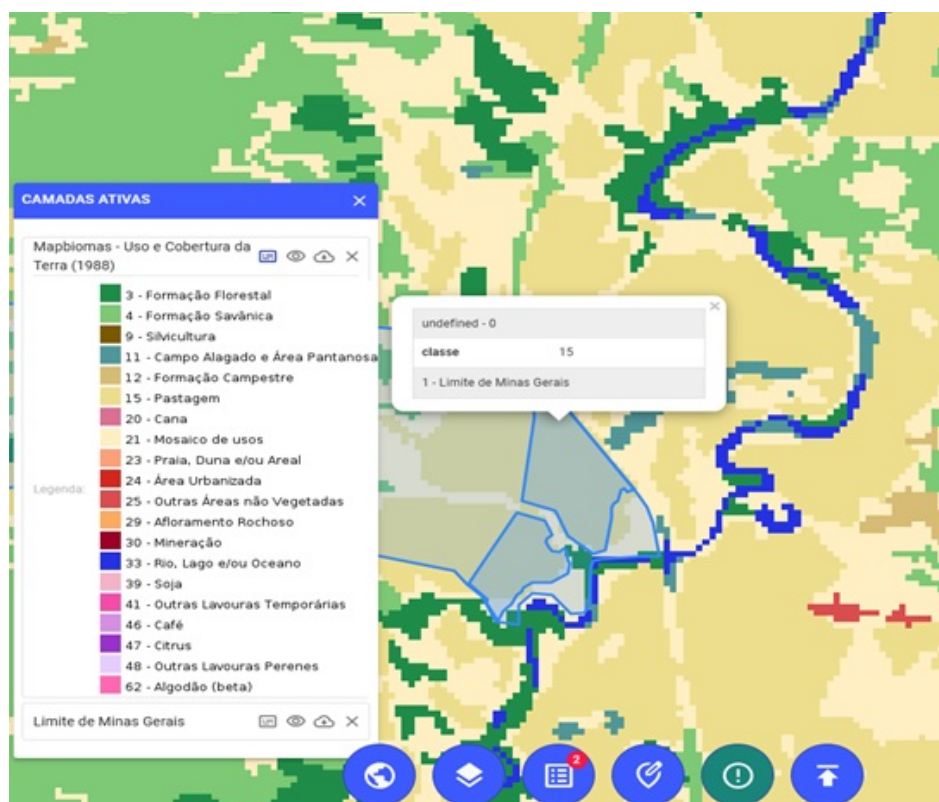 CAMADAS ATIVAS
Mapbiomas - Uso e Cobertura da
Terra (1988)
Legenda:
3 - Formação Florestal
4 - Formação Savânica
9 - Silvicultura
11 - Campo Alagado e Área Pantanosa
12 - Formação Campestre
15 - Pastagem
20 - Cana
21 - Mosaico de usos
23 - Praia, Duna e/ou Areal
24 - Área Urbanizada
25 - Outras Áreas não Vegetadas
29 - Afloramento Rochoso
30 - Mineração
33 - Rio, Lago e/ou Oceano
39 - Soja
41 - Outras Lavouras Temporárias
46 - Café
47 - Citrus
48 - Outras Lavouras Perenes
62 - Algodão (beta)
Limite de Minas Gerais
undefined - 0
classe 15
1 - Limite de Minas Gerais
2